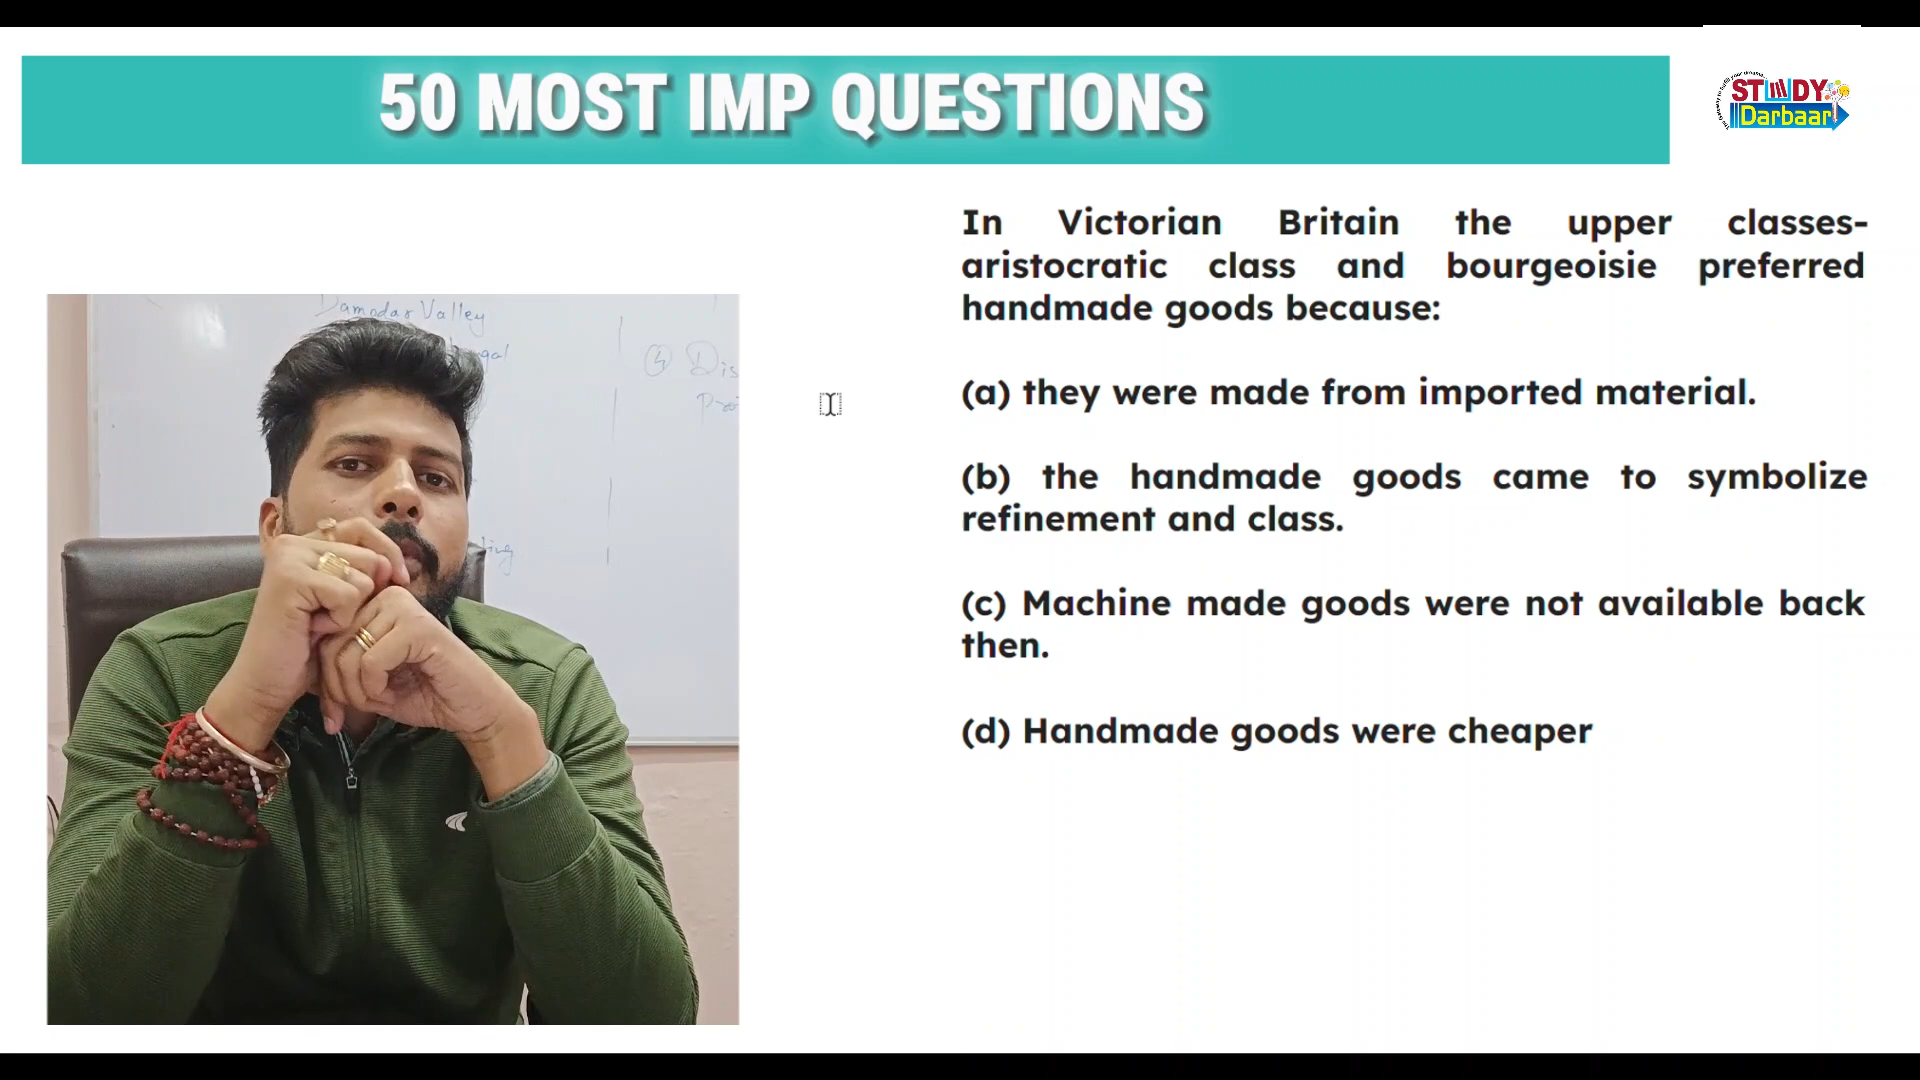 50 MOST IMP QUESTIONS
STUDY
Darbaar
In Victorian Britain the upper classes-
aristocratic class and bourgeoisie preferred
handmade goods because:
(a) they were made from imported material.
(b) the handmade goods came to symbolize
refinement and class.
(c) Machine made goods were not available back
then.
(d) Handmade goods were cheaper
Damodar Valley
④ Dis